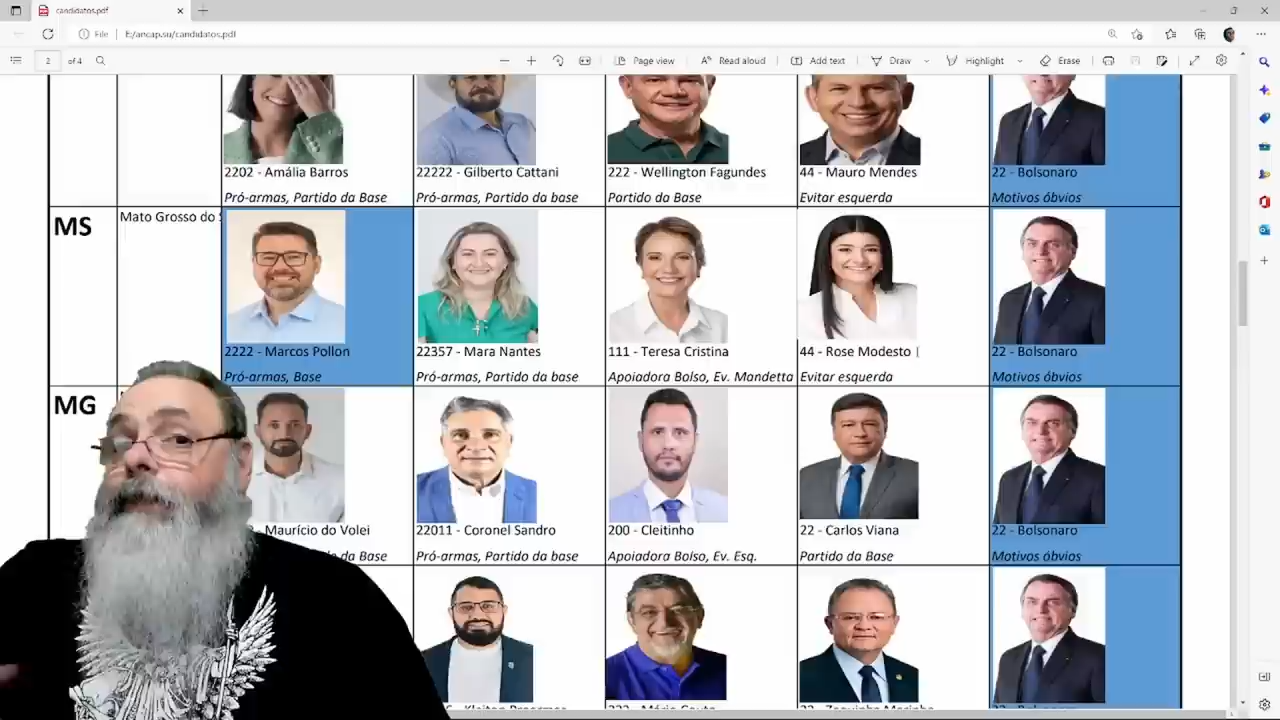 candidatos.pdf
File
E:/ancap.su/candidatos.pdf
2 of 4
Page view
Read aloud
Add text
Draw
Highlight
Erase
2202 - Amália Barros
22222 - Gilberto Cattani
222 - Wellington Fagundes
44 - Mauro Mendes
22 - Bolsonaro
Pró-armas, Partido da Base
Pró-armas, Partido da base
Partido da Base
Evitar esquerda
Motivos óbvios
MS
Mato Grosso do
2222 - Marcos Pollon
22357 - Mara Nantes
111 - Teresa Cristina
44 - Rose Modesto
22 - Bolsonaro
Pró-armas, Base
Pró-armas, Partido da base
Apoiadora Bolso, Ev. Mandetta
Evitar esquerda
Motivos óbvios
MG
- Maurício do Volei
22011 - Coronel Sandro
200 - Cleitinho
22 - Carlos Viana
22 - Bolsonaro
da Base
Pró-armas, Partido da base
Apoiadora Bolso, Ev. Esq.
Partido da Base
Motivos óbvios